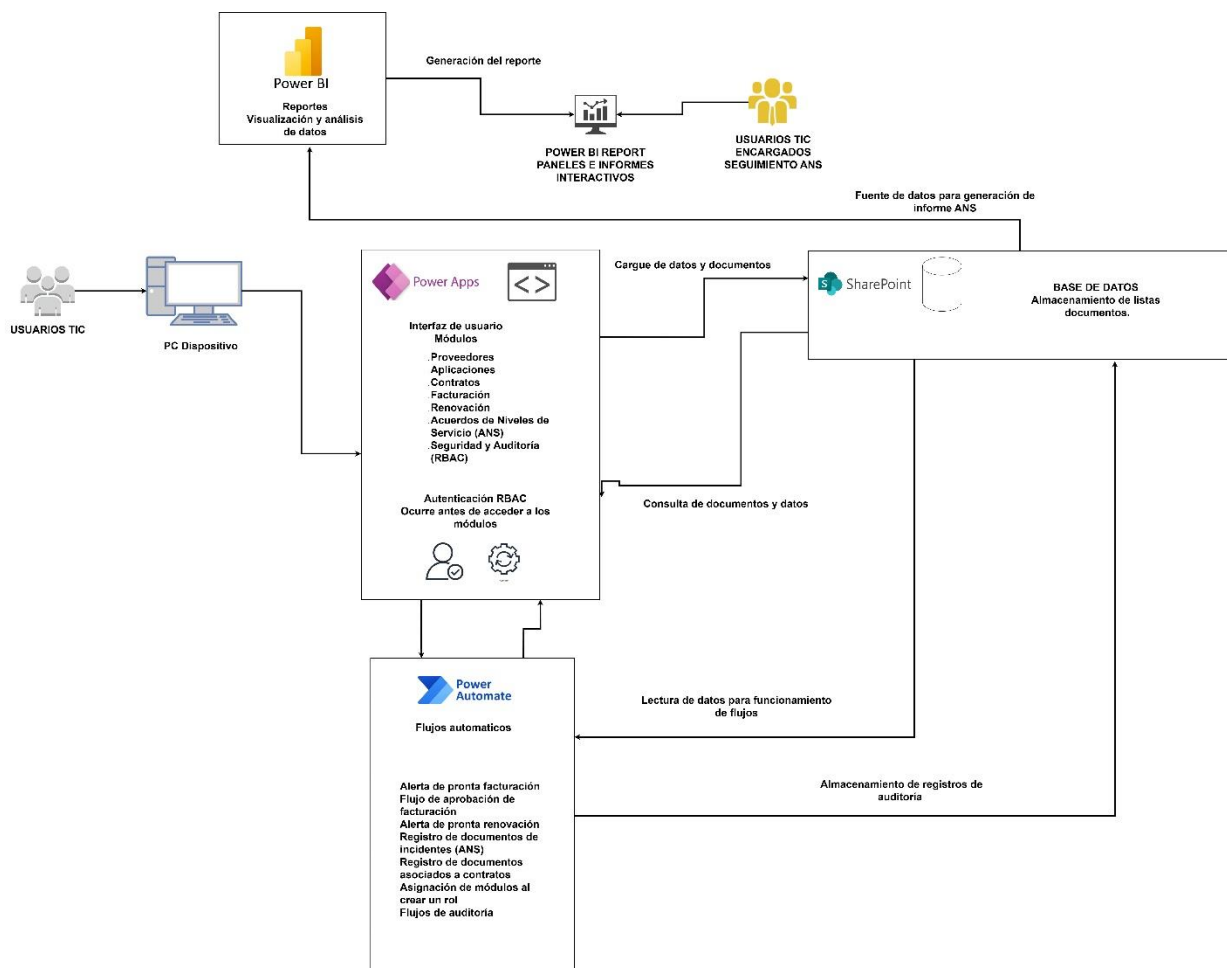 Power BI
Reportes
Visualización y análisis
de datos
Generación del reporte
POWER BI REPORT
PANELES E INFORMES
INTERACTIVOS
USUARIOS TIC
ENCARGADOS
SEGUIMIENTO ANS
Fuente de datos para generación de
informe ANS
USUARIOS TIC
PC Dispositivo
Power Apps
Interfaz de usuario
Módulos
.Proveedores
Aplicaciones
.Contratos
.Facturación
.Renovación
.Acuerdos de Niveles de
Servicio (ANS)
.Seguridad y Auditoría
(RBAC)
Autenticación RBAC
Ocurre antes de acceder a los
módulos
Cargue de datos y documentos
S
SharePoint
BASE DE DATOS
Almacenamiento de listas
documentos.
Consulta de documentos y datos
Power
Automate
Flujos automaticos
Alerta de pronta facturación
Flujo de aprobación de
facturación
Alerta de pronta renovación
Registro de documentos de
incidentes (ANS)
Registro de documentos
asociados a contratos
Asignación de módulos al
crear un rol
Flujos de auditoría
Lectura de datos para funcionamiento
de flujos
Almacenamiento de registros de
auditoría